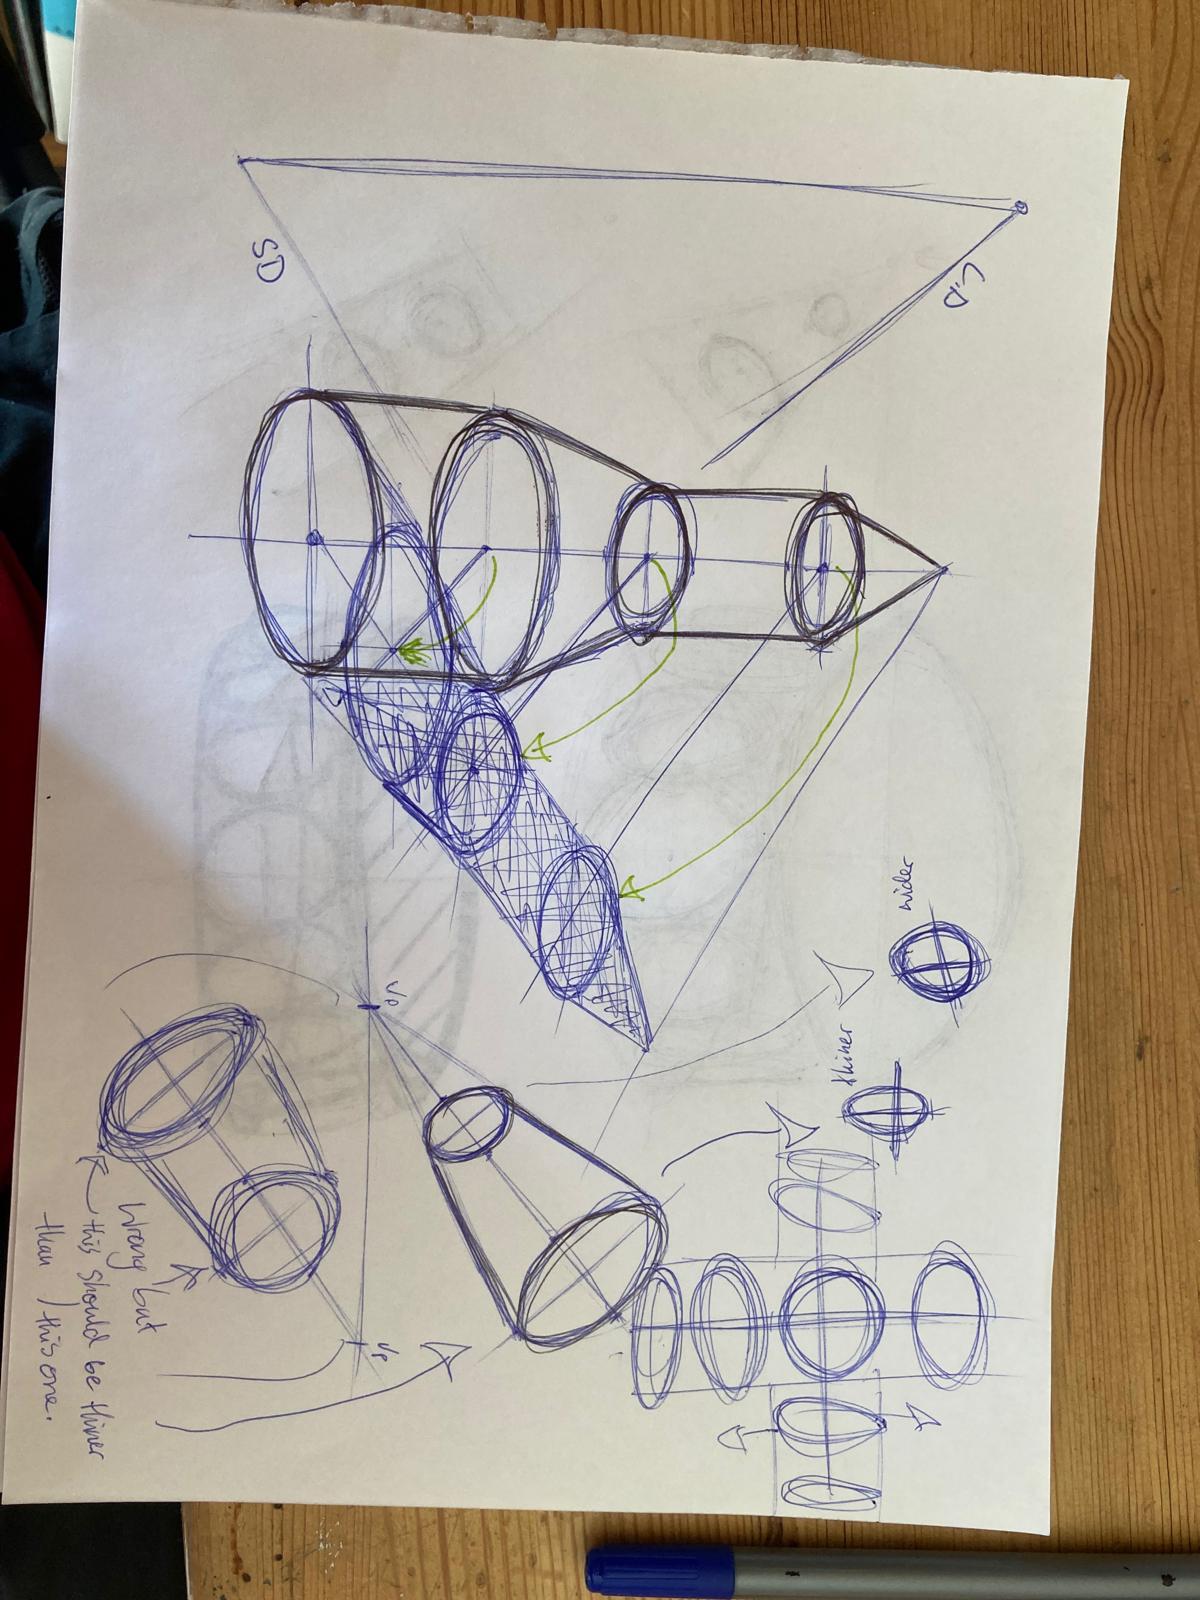 SD
L.D
wider
thiner
VP
VP
Wrong but
this should be thiner
than this one.